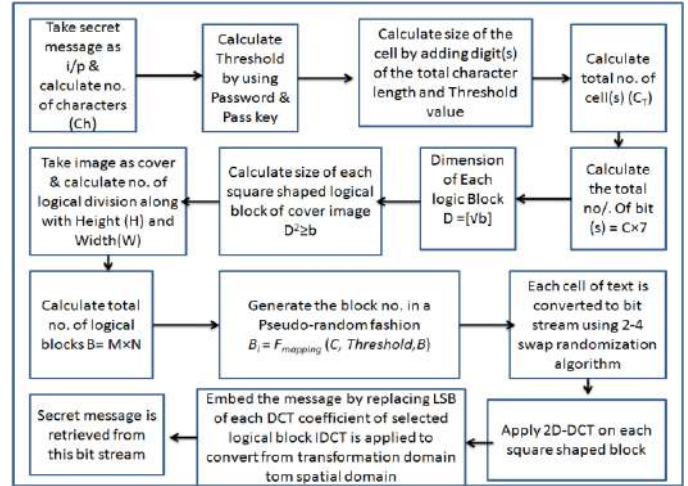 Take secret
message as
i/p &
calculate no.
of characters
(Ch)
Calculate
Threshold
by using
Password &
Pass key
Calculate size of the
cell by adding digit(s)
of the total character
length and Threshold
value
Calculate
total no. of
cell(s) (CT)
Take image as cover
& calculate no. of
logical division along
with Height (H) and
Width(W)
Calculate size of each
square shaped logical
block of cover image
D²≥b
Dimension of
Each
logic Block
D =[√b]
Calculate
the total
no/. Of bit
(s) = C×7
Calculate total
no. of logical
blocks B= M×N
Generate the block no. in a
Pseudo-random fashion
Bi = Fmapping (C, Threshold,B)
Each cell of text is
converted to bit
stream using 2-4
swap randomization
algorithm
Secret message is
retrieved from
this bit stream
Embed the message by replacing LSB
of each DCT coefficient of selected
logical block IDCT is applied to
convert from transformation domain
tom spatial domain
Apply 2D-DCT on each
square shaped block